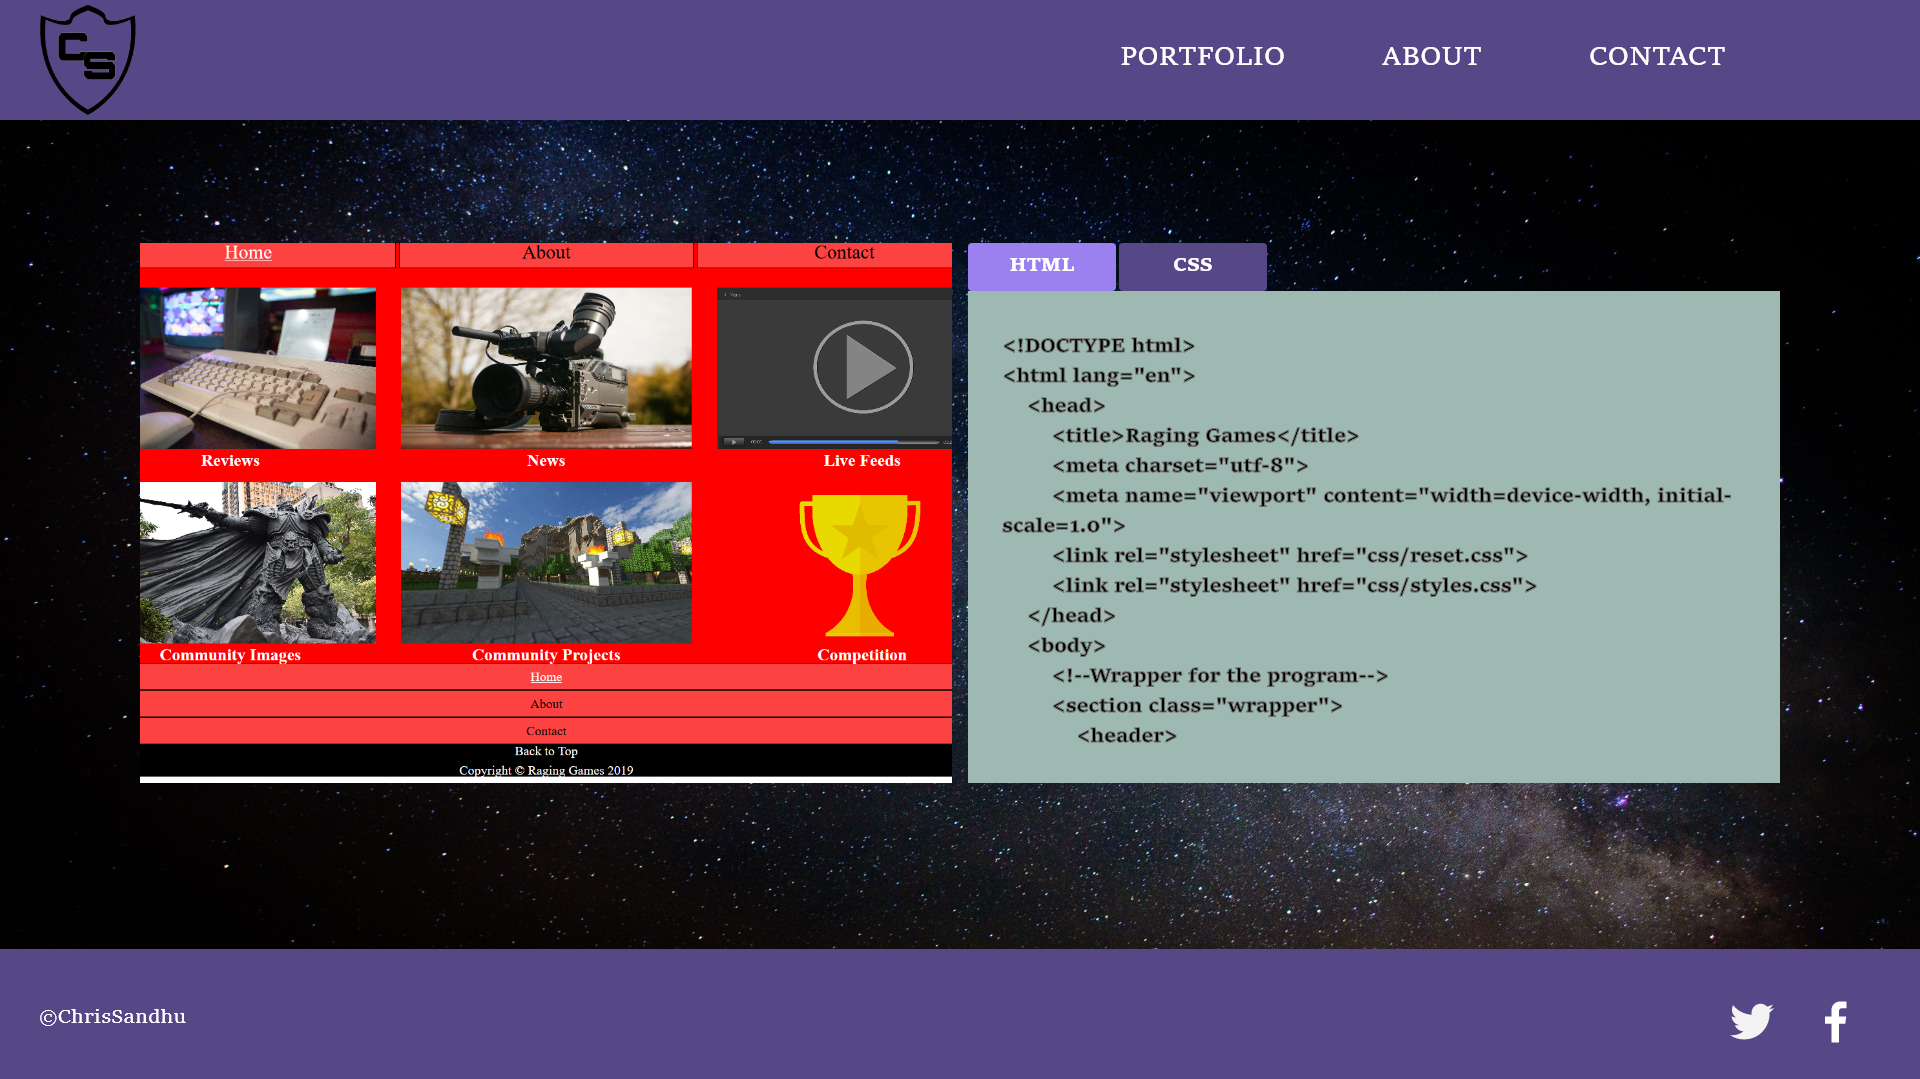 CS
PORTFOLIO ABOUT CONTACT
Home About Contact
Reviews News Live Feeds
Community Images Community Projects Competition
Home
About
Contact
Back to Top
Copyright © Raging Games 2019
HTML CSS
<!DOCTYPE html>
<html lang="en">
<head>
<title>Raging Games</title>
<meta charset="utf-8">
<meta name="viewport" content="width=device-width, initial-
scale=1.0">
<link rel="stylesheet" href="css/reset.css">
<link rel="stylesheet" href="css/styles.css">
</head>
<body>
<!--Wrapper for the program-->
<section class="wrapper">
<header>
©ChrisSandhu